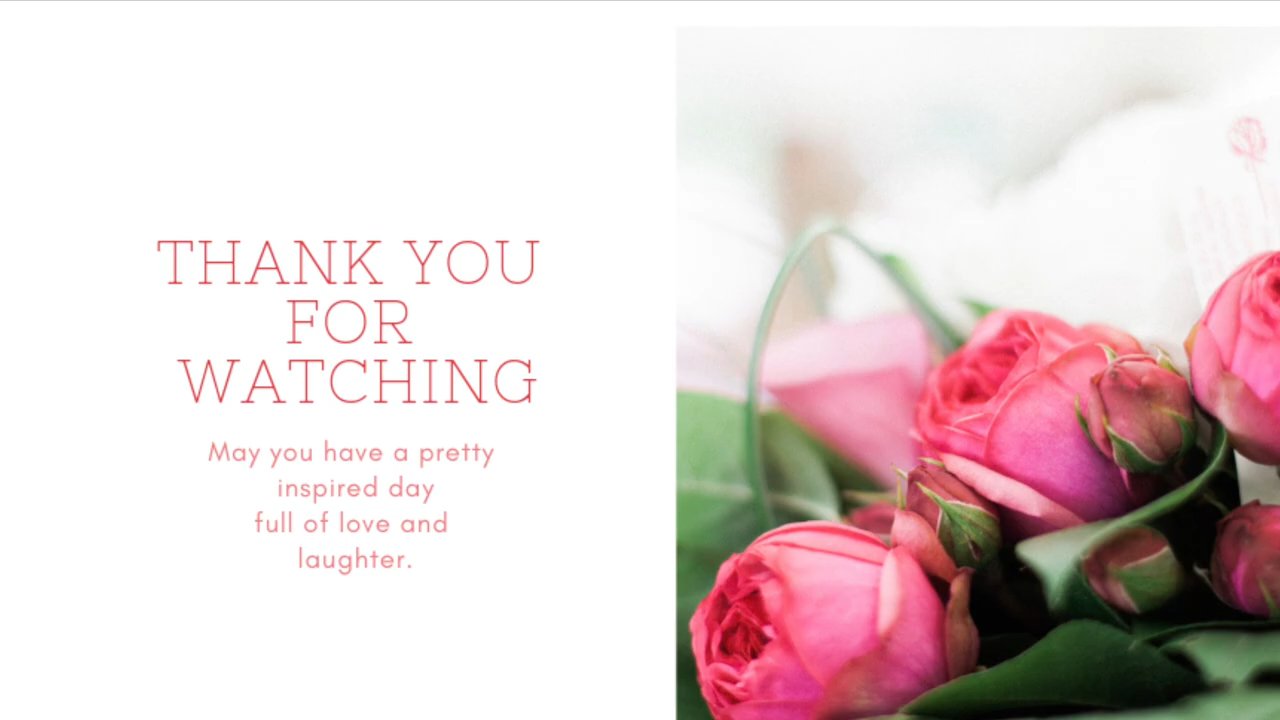 THANK YOU
FOR
WATCHING
May you have a pretty
inspired day
full of love and
laughter.